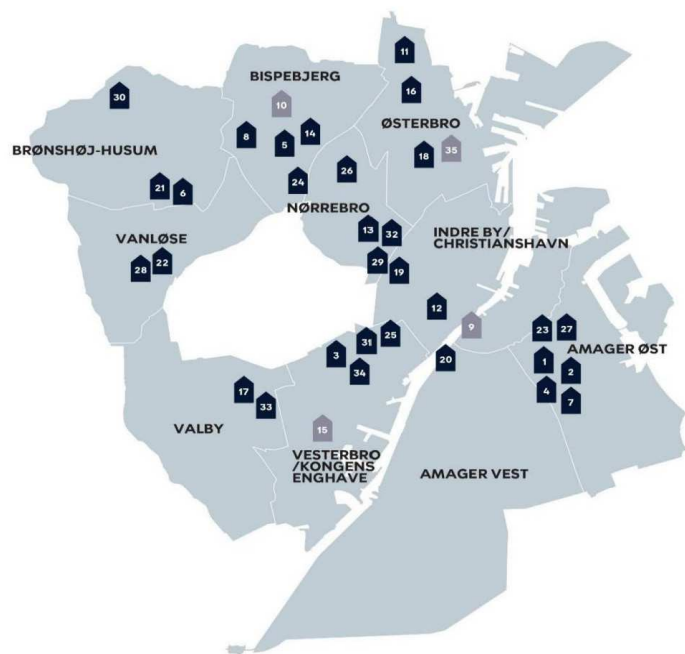 11
BISPEBJERG
30
10
16
ØSTERBRO
8
5
14
18
35
BRØNSHØJ-HUSUM
26
24
21
6
NØRREBRO
13
32
INDRE BY/
CHRISTIANSHAVN
VANLØSE
28
22
29
19
12
9
23
27
25
31
3
20
AMAGER ØST
1
2
34
4
7
17
33
15
VALBY
VESTERBRO
/KONGENS
ENGHAVE
AMAGER VEST